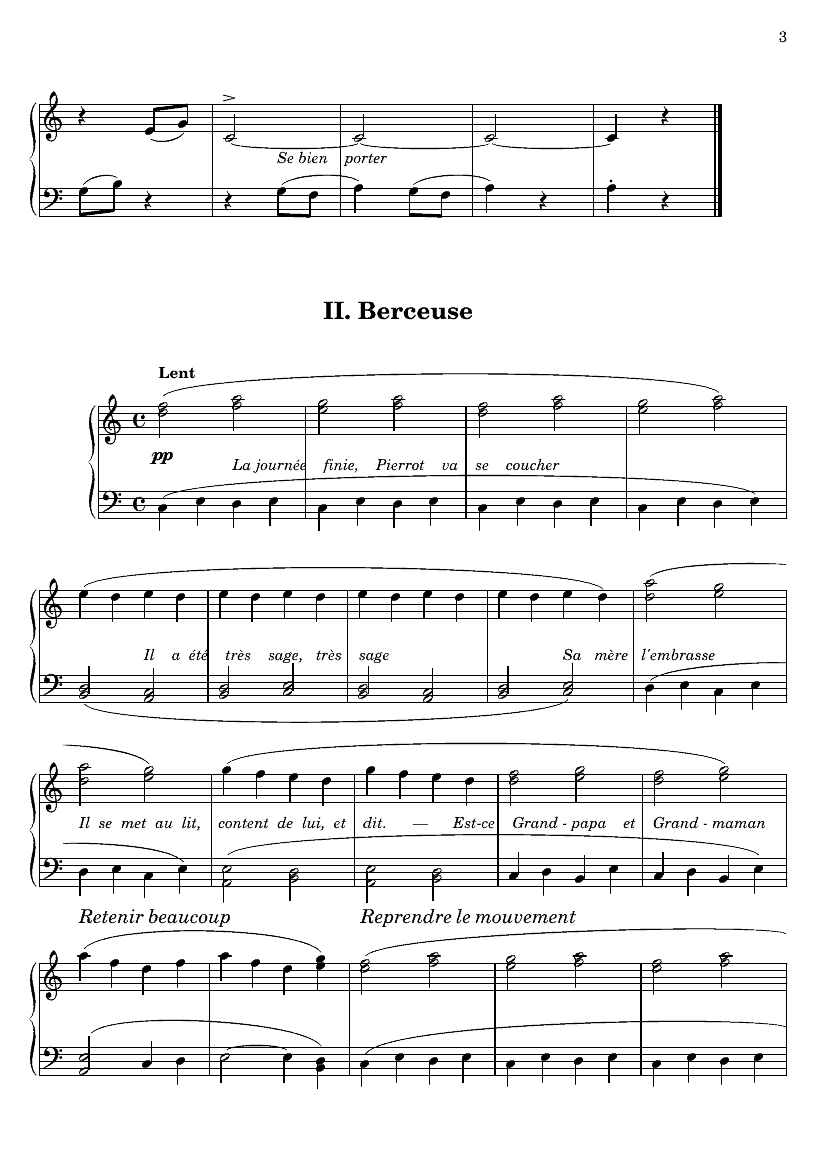 3
Se bien porter
II. Berceuse
Lent
pp
La journée finie, Pierrot va se coucher
Il a été très sage, très sage Sa mère l'embrasse
Il se met au lit, content de lui, et dit. — Est-ce Grand - papa et Grand - maman
Retenir beaucoup Reprendre le mouvement